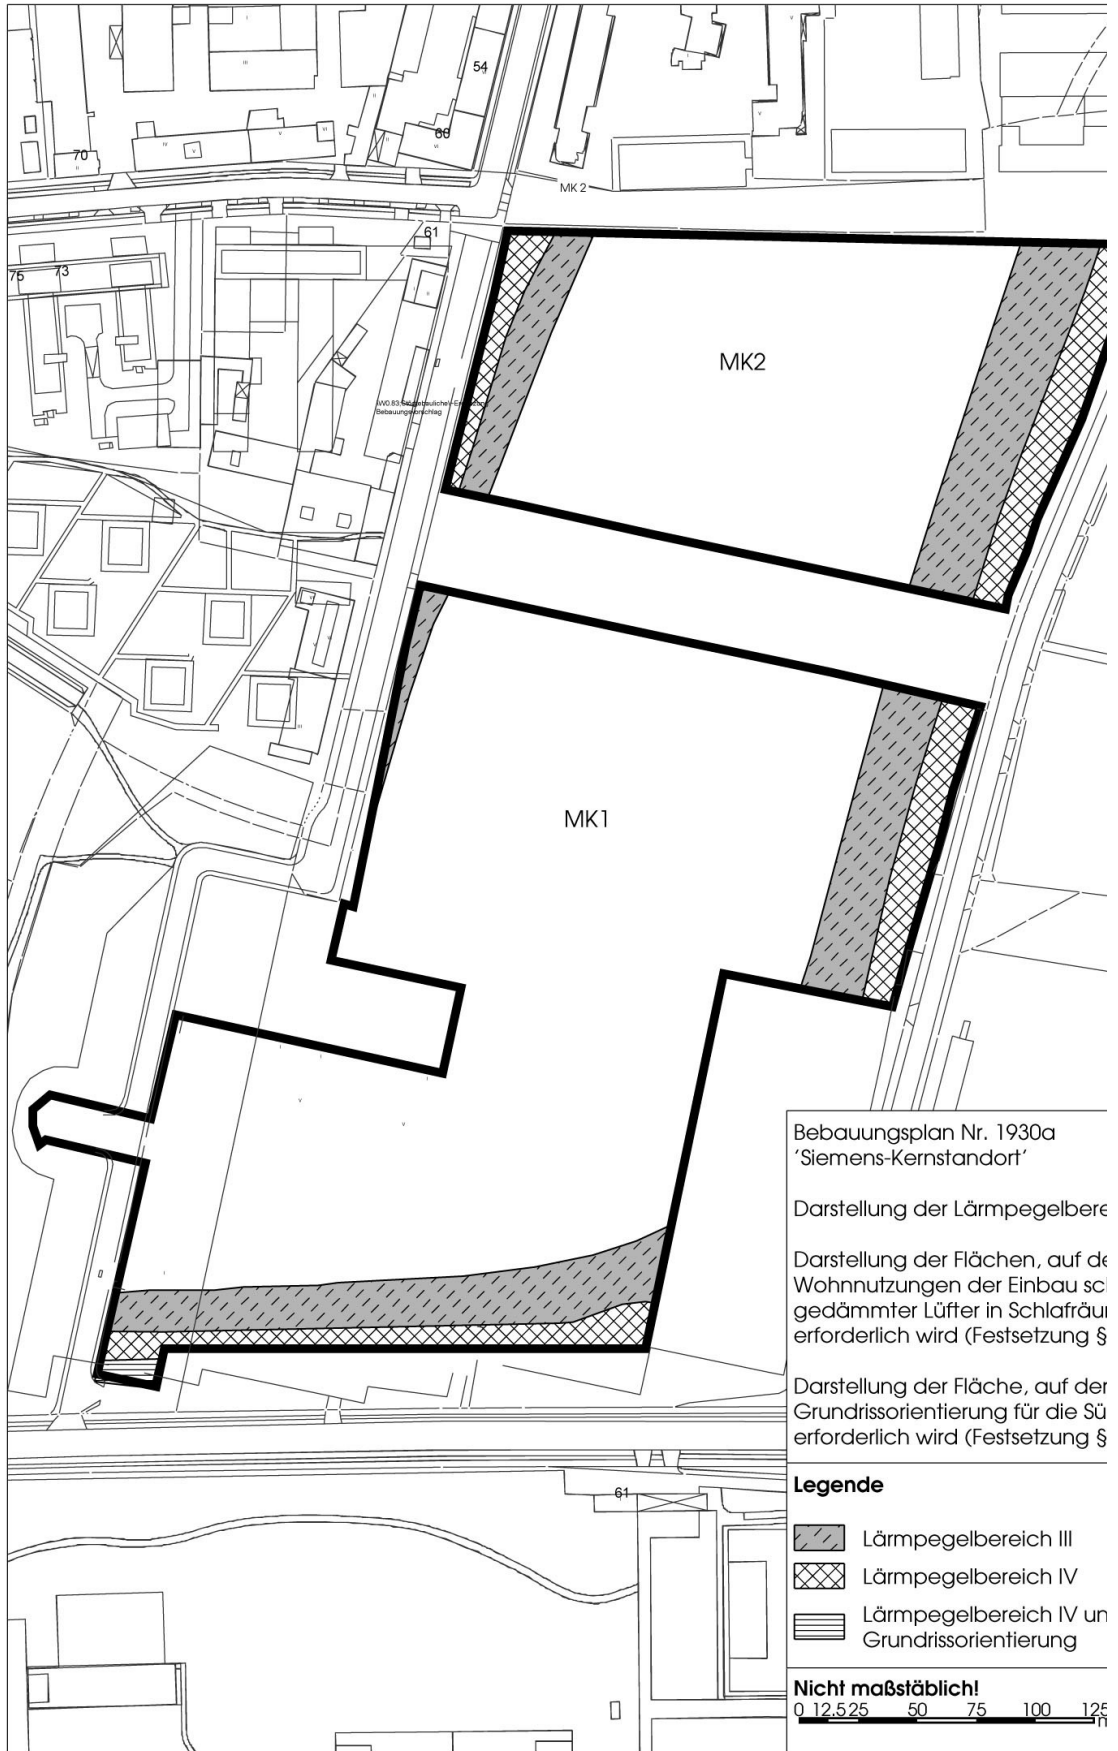 54
60
70
MK 2
61
75
73
MK2
Bebauungsvorschlag
MK1
Bebauungsplan Nr. 1930a
'Siemens-Kernstandort'
Darstellung der Lärmpegelbere
Darstellung der Flächen, auf de
Wohnnutzungen der Einbau sc
gedämmter Lüfter in Schlafräu
erforderlich wird (Festsetzung §
Darstellung der Fläche, auf der
Grundrissorientierung für die Sü
erforderlich wird (Festsetzung §
61
Legende
Lärmpegelbereich III
Lärmpegelbereich IV
Lärmpegelbereich IV un
Grundrissorientierung
Nicht maßstäblich!
0 12.5 25 50 75 100 125
m